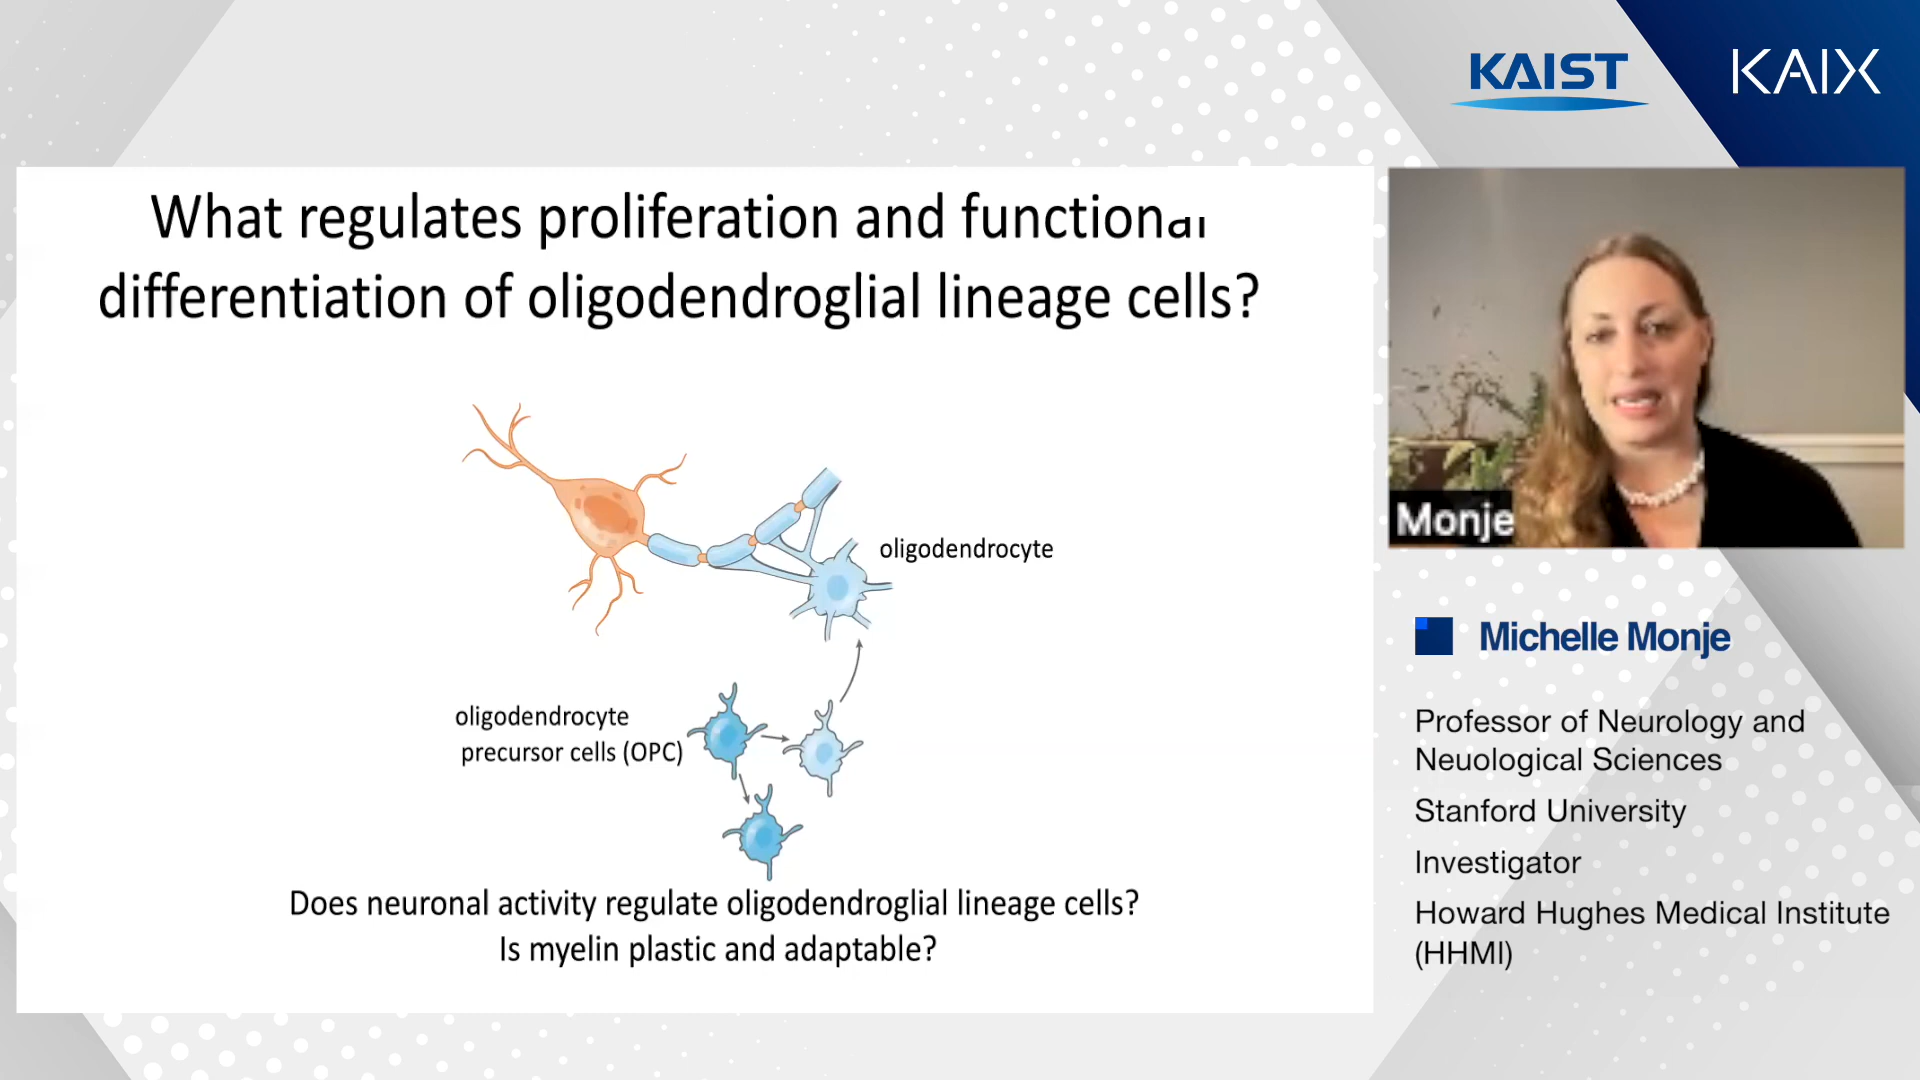 KAIST
KAIX
What regulates proliferation and functional
differentiation of oligodendroglial lineage cells?
oligodendrocyte
oligodendrocyte
precursor cells (OPC)
Does neuronal activity regulate oligodendroglial lineage cells?
Is myelin plastic and adaptable?
Monje
Michelle Monje
Professor of Neurology and
Neuological Sciences
Stanford University
Investigator
Howard Hughes Medical Institute
(HHMI)